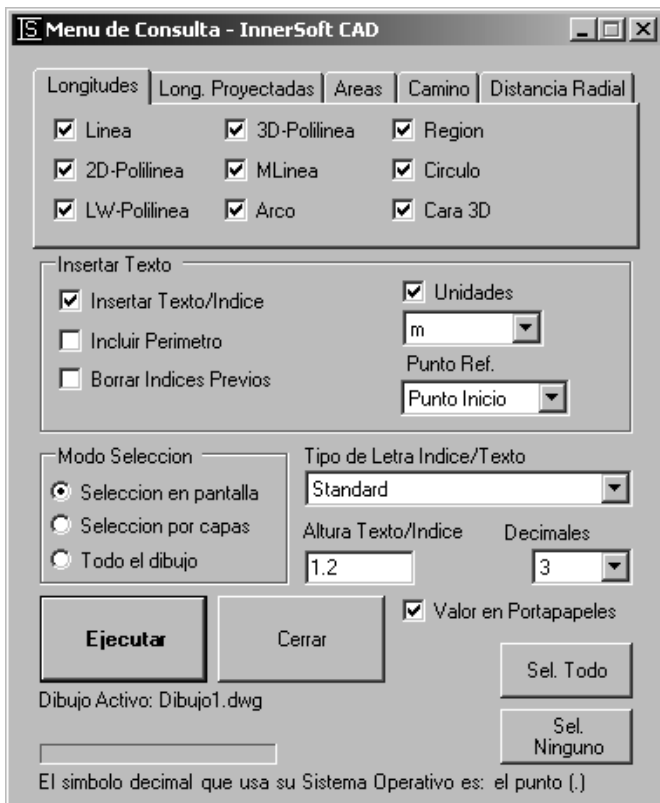 Menu de Consulta - InnerSoft CAD
Longitudes Long. Proyectadas Areas Camino Distancia Radial
Linea 3D-Polilinea Region
2D-Polilinea MLinea Circulo
LW-Polilinea Arco Cara 3D
Insertar Texto
Insertar Texto/Indice Unidades
Incluir Perimetro m
Borrar Indices Previos Punto Ref.
Punto Inicio
Modo Seleccion Tipo de Letra Indice/Texto
Seleccion en pantalla Standard
Seleccion por capas Altura Texto/Indice Decimales
Todo el dibujo 1.2 3
Valor en Portapapeles
Ejecutar Cerrar
Sel. Todo
Dibujo Activo: Dibujo1.dwg
Sel.
Ninguno
El simbolo decimal que usa su Sistema Operativo es: el punto (.)